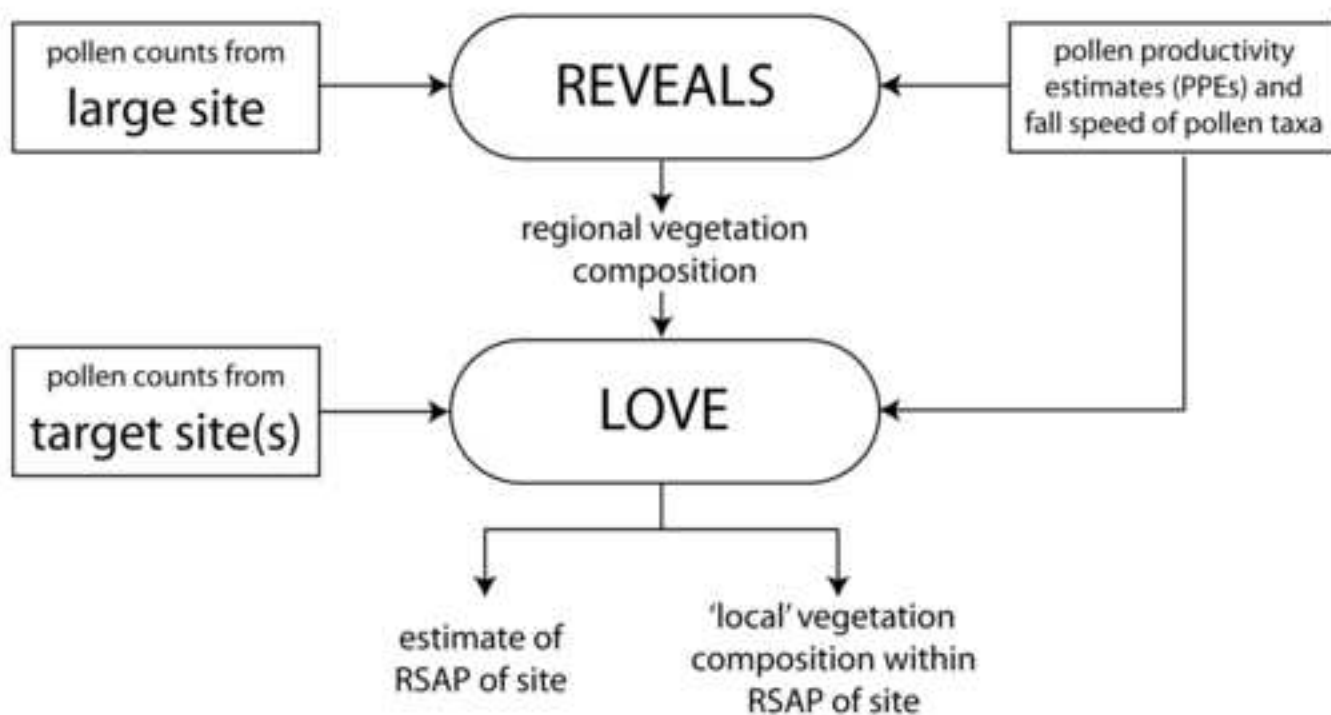 pollen counts from
large site
REVEALS
pollen productivity
estimates (PPEs) and
fall speed of pollen taxa
regional vegetation
composition
pollen counts from
target site(s)
LOVE
estimate of
RSAP of site
‘local’ vegetation
composition within
RSAP of site